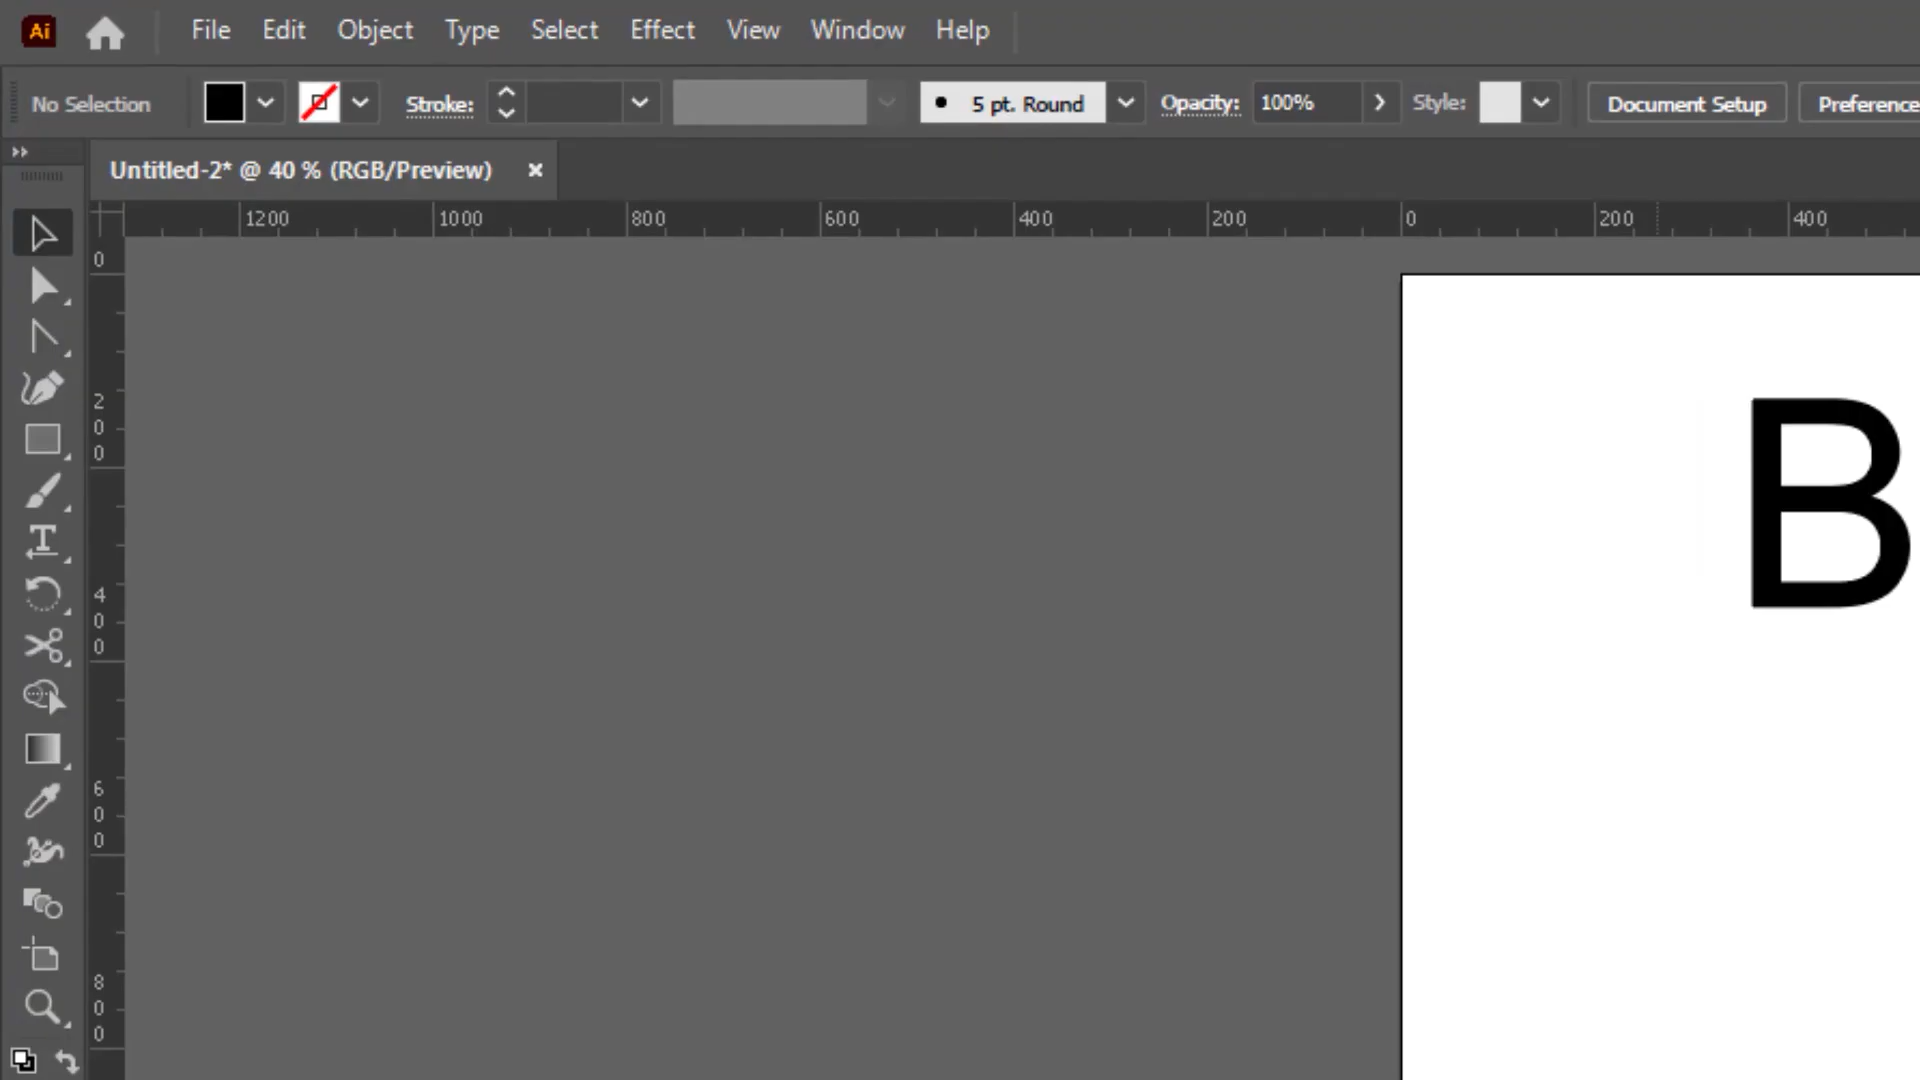 Ai File Edit Object Type Select Effect View Window Help
No Selection Stroke: 5 pt. Round Opacity: 100% Style: Document Setup Preference
Untitled-2* @ 40 % (RGB/Preview)
1200 1000 800 600 400 200 0 200 400
0
200
400
600
800
B